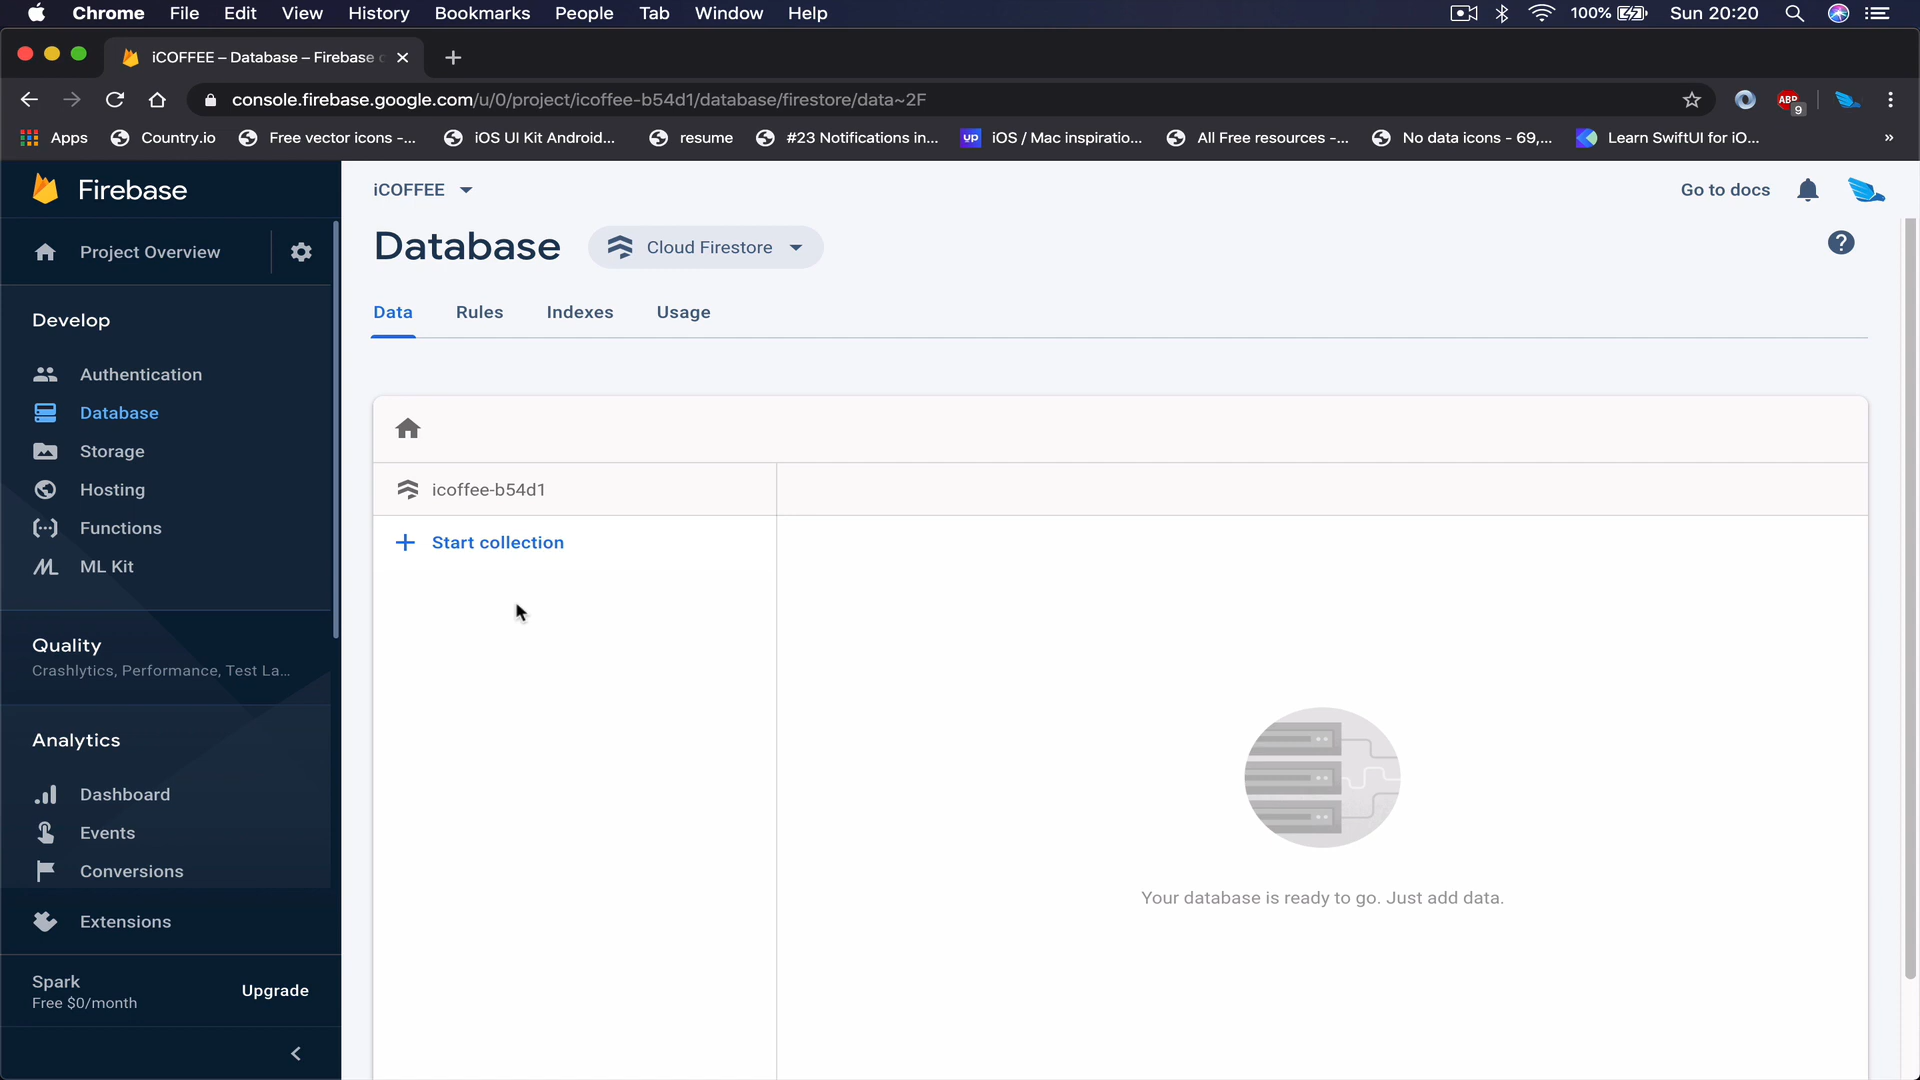 Chrome File Edit View History Bookmarks People Tab Window Help 100% Sun 20:20
iCOFFEE – Database – Firebase c
console.firebase.google.com/u/0/project/icoffee-b54d1/database/firestore/data~2F ABP 9
Apps Country.io Free vector icons -... iOS UI Kit Android... resume #23 Notifications in... up iOS / Mac inspiratio... All Free resources -... No data icons - 69,... Learn SwiftUI for iO... »
Firebase
Project Overview
Develop
Authentication
Database
Storage
Hosting
Functions
ML Kit
Quality
Crashlytics, Performance, Test La...
Analytics
Dashboard
Events
Conversions
Extensions
Spark
Free $0/month
Upgrade
iCOFFEE
Go to docs
Database Cloud Firestore
Data Rules Indexes Usage
icoffee-b54d1
+ Start collection
Your database is ready to go. Just add data.